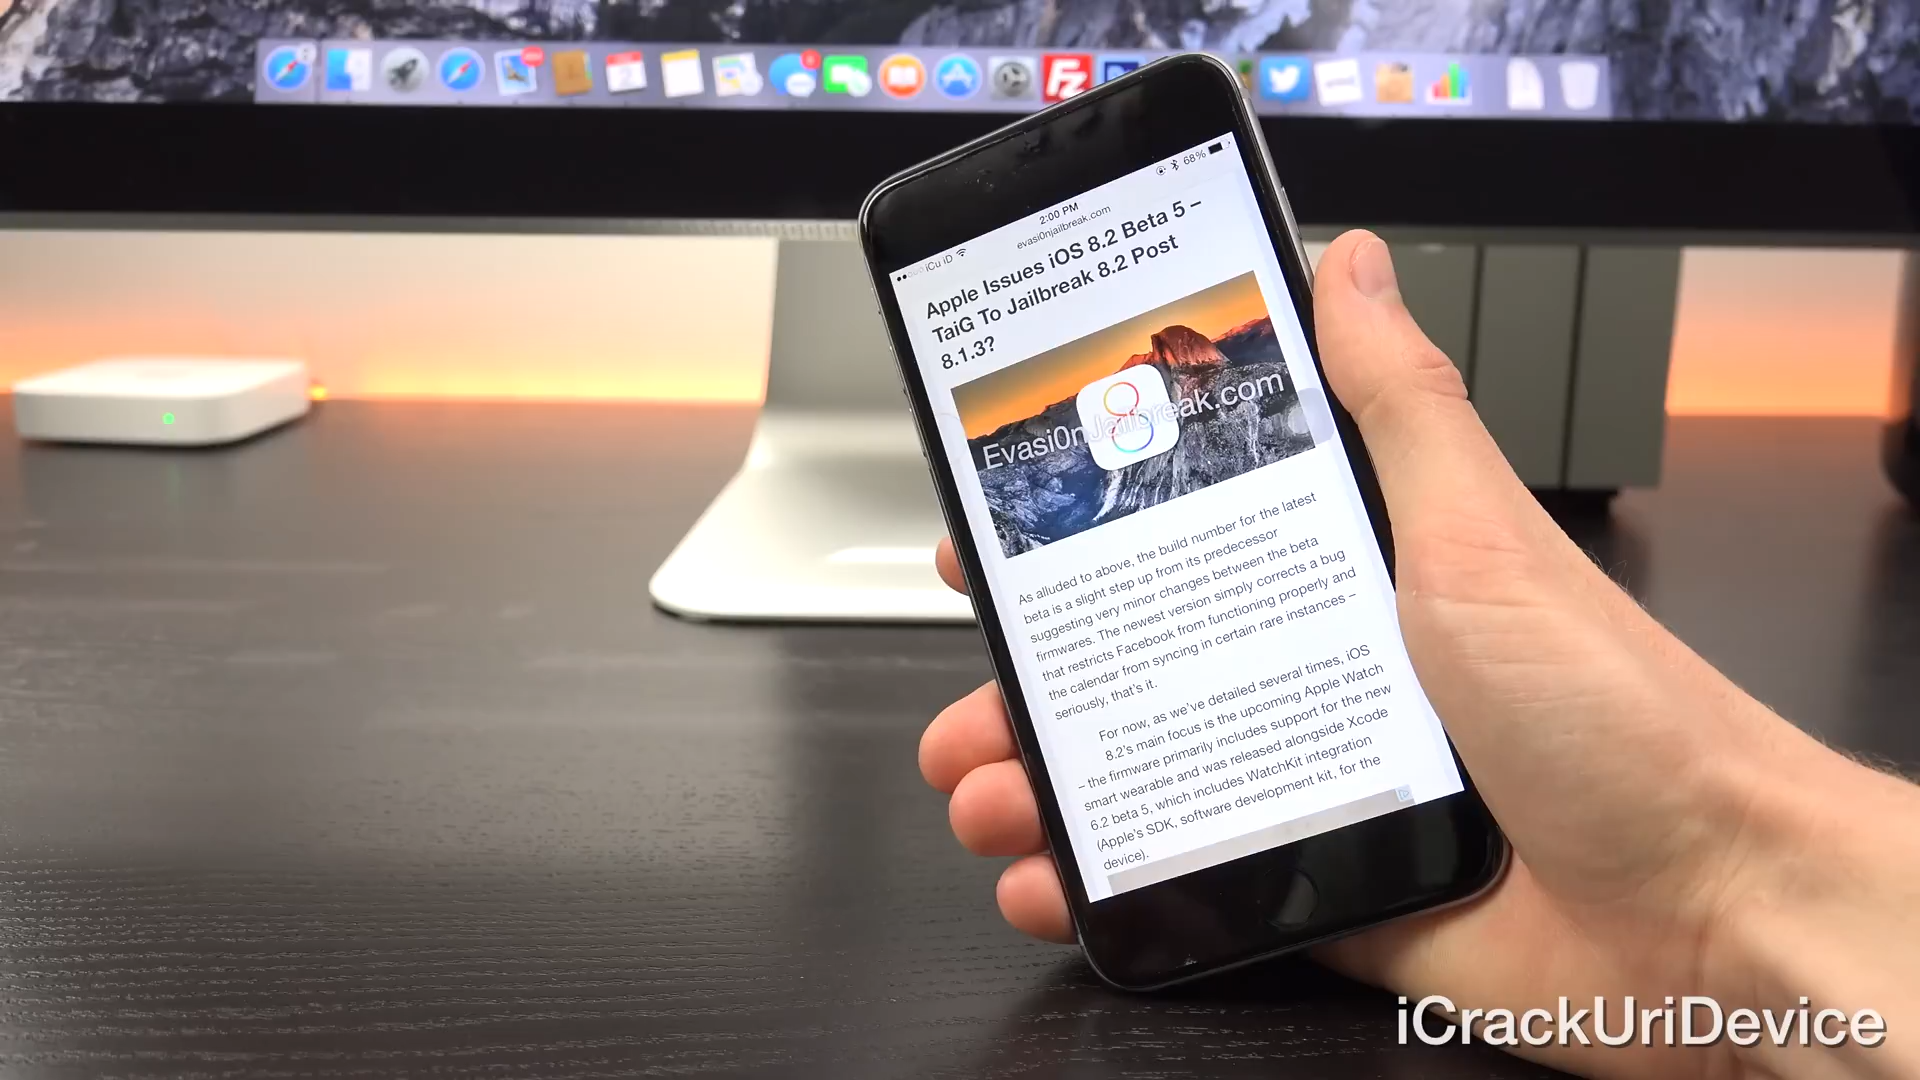 2:00 PM
68%
iCu iD
evasi0njailbreak.com
Apple Issues iOS 8.2 Beta 5 –
TaiG To Jailbreak 8.2 Post
8.1.3?
Evasi0nJailbreak.com
As alluded to above, the build number for the latest
beta is a slight step up from its predecessor
suggesting very minor changes between the beta
firmwares. The newest version simply corrects a bug
that restricts Facebook from functioning properly and
the calendar from syncing in certain rare instances –
seriously, that's it.
For now, as we've detailed several times, iOS
8.2's main focus is the upcoming Apple Watch
– the firmware primarily includes support for the new
smart wearable and was released alongside Xcode
6.2 beta 5, which includes WatchKit integration
(Apple's SDK, software development kit, for the
device).
FZ
2
iCrackUriDevice